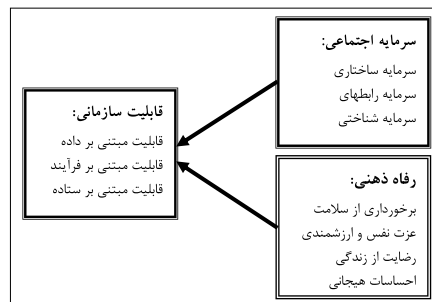 سرمایه اجتماعی:
سرمایه ساختاری
سرمایه رابطهای
سرمایه شناختی
قابلیت سازمانی:
قابلیت مبتنی بر داده
قابلیت مبتنی بر فرآیند
قابلیت مبتنی بر ستاده
رفاه ذهنی:
برخورداری از سلامت
عزت نفس و ارزشمندی
رضایت از زندگی
احساسات هیجانی